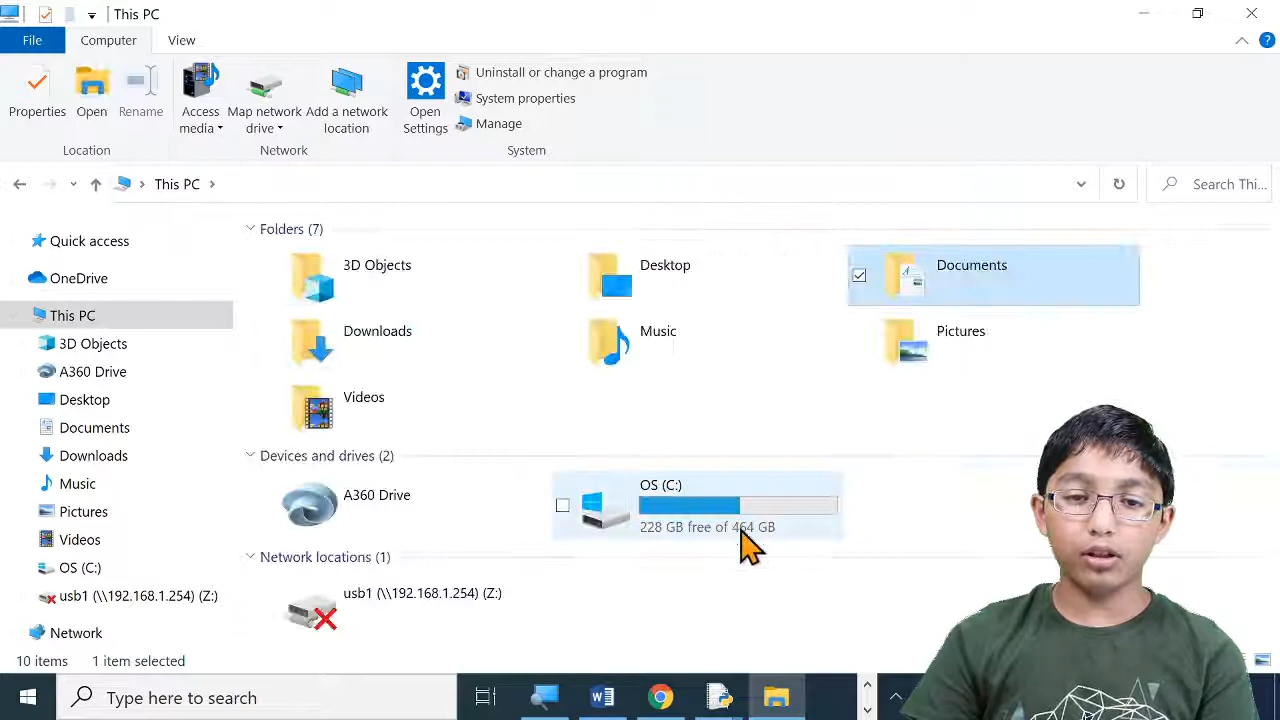 This PC
File
Computer
View
Properties
Open
Rename
Location
Access media
Map network drive
Add a network location
Network
Open Settings
Uninstall or change a program
System properties
Manage
System
This PC
Search Thi...
Quick access
OneDrive
This PC
3D Objects
A360 Drive
Desktop
Documents
Downloads
Music
Pictures
Videos
OS (C:)
usb1 (\\192.168.1.254) (Z:)
Network
Folders (7)
3D Objects
Desktop
Documents
Downloads
Music
Pictures
Videos
Devices and drives (2)
A360 Drive
OS (C:)
228 GB free of 464 GB
Network locations (1)
usb1 (\\192.168.1.254) (Z:)
10 items
1 item selected
Type here to search